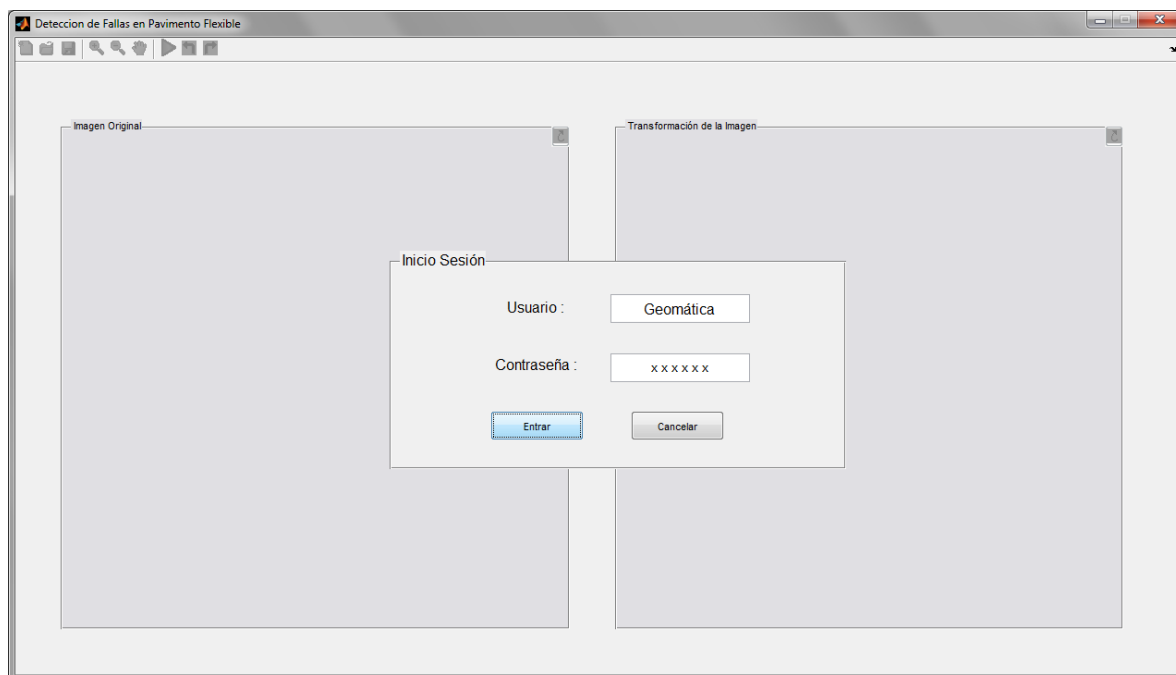 Deteccion de Fallas en Pavimento Flexible
Imagen Original
Transformación de la Imagen
Inicio Sesión
Usuario :
Geomática
Contraseña :
x x x x x x
Entrar
Cancelar